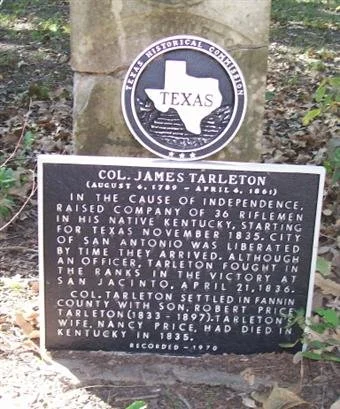 TEXAS HISTORICAL COMMISSION
TEXAS
COL. JAMES TARLETON
(AUGUST 6, 1789 – APRIL 6, 1861)
IN THE CAUSE OF INDEPENDENCE,
RAISED COMPANY OF 36 RIFLEMEN
IN HIS NATIVE KENTUCKY, STARTING
FOR TEXAS NOVEMBER 1835. CITY
OF SAN ANTONIO WAS LIBERATED
BY TIME THEY ARRIVED. ALTHOUGH
AN OFFICER, TARLETON FOUGHT IN
THE RANKS IN THE VICTORY AT
SAN JACINTO, APRIL 21, 1836.
COL. TARLETON SETTLED IN FANNIN
COUNTY WITH SON, ROBERT PRICE
TARLETON (1833 - 1897). TARLETON'S
WIFE, NANCY PRICE, HAD DIED IN
KENTUCKY IN 1835.
RECORDED – 1970